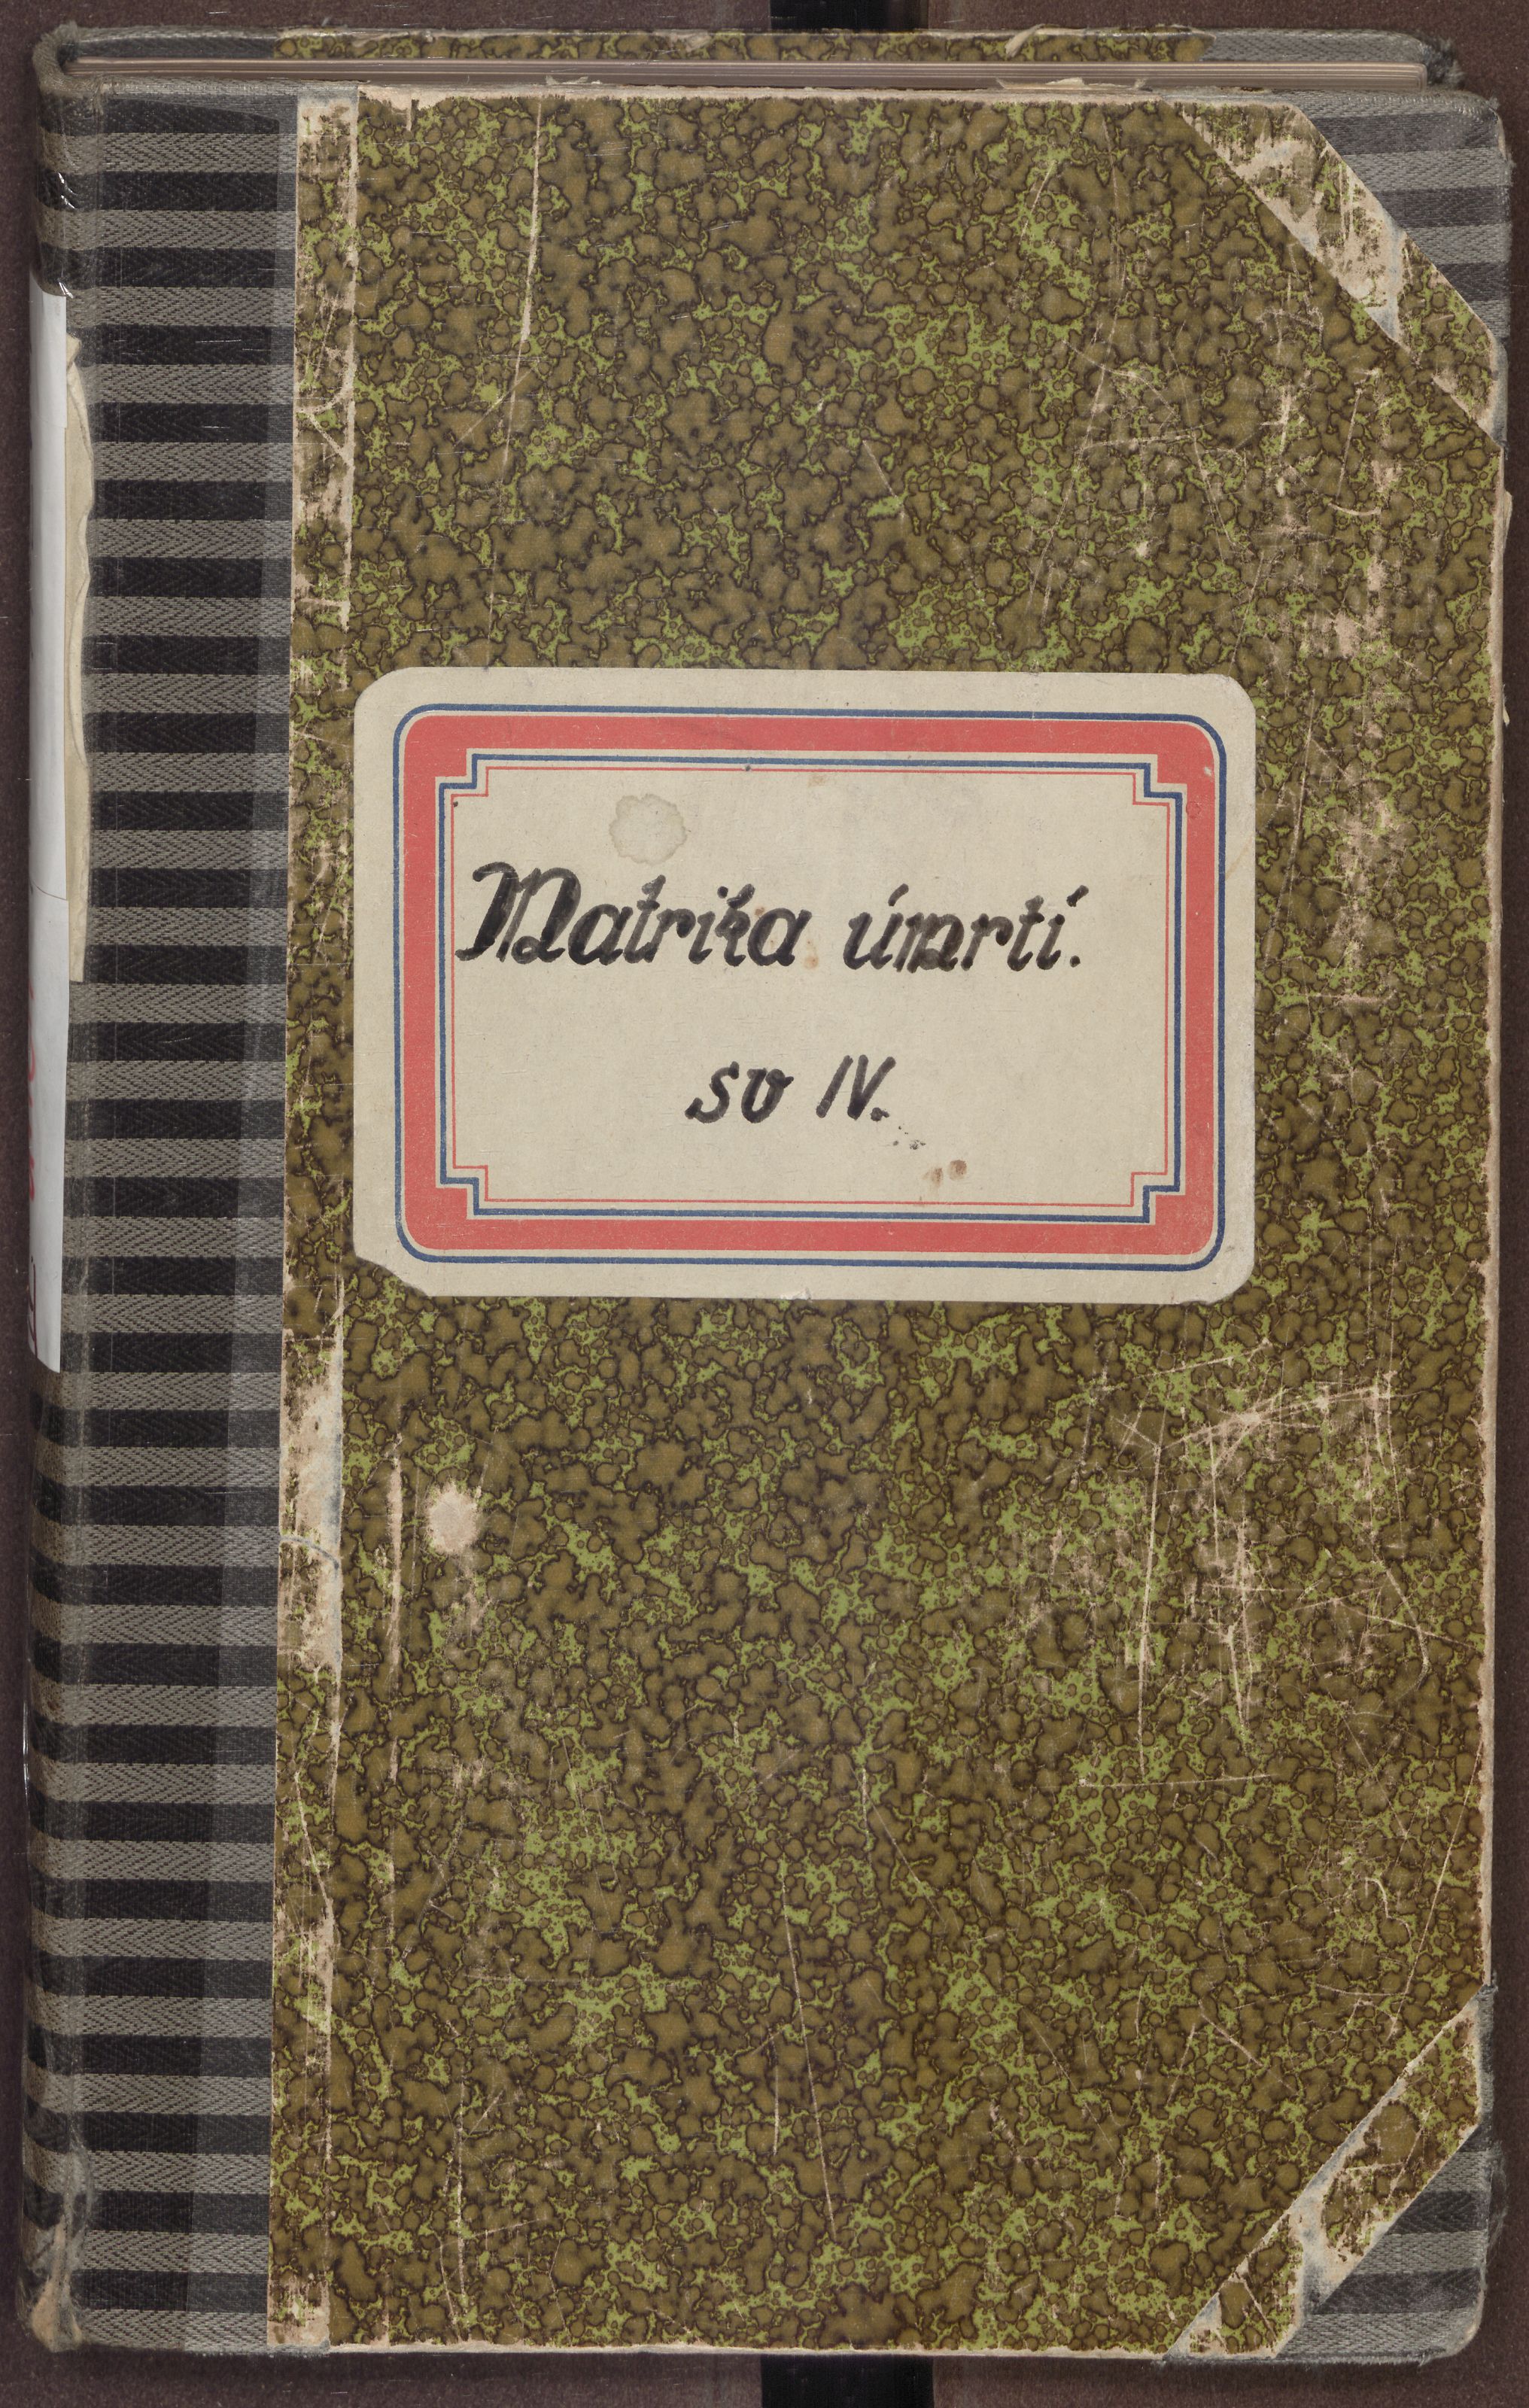 Matrika úmrtí.
sv IV.